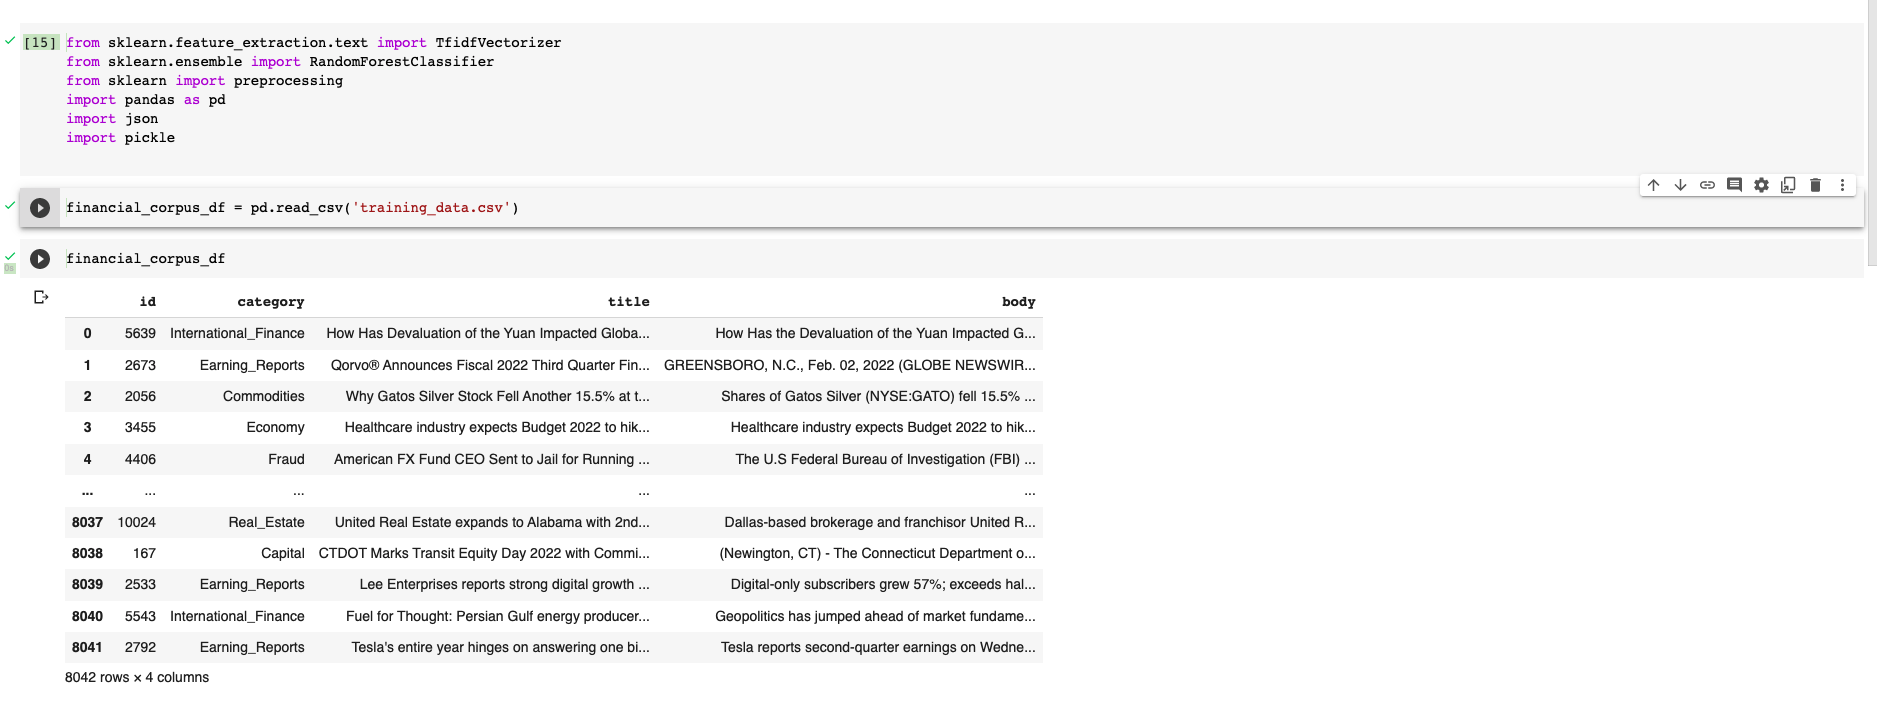 [15] from sklearn.feature_extraction.text import TfidfVectorizer
from sklearn.ensemble import RandomForestClassifier
from sklearn import preprocessing
import pandas as pd
import json
import pickle
financial_corpus_df = pd.read_csv('training_data.csv')
financial_corpus_df
0s
id category title body
0 5639 International_Finance How Has Devaluation of the Yuan Impacted Globa... How Has the Devaluation of the Yuan Impacted G...
1 2673 Earning_Reports Qorvo® Announces Fiscal 2022 Third Quarter Fin... GREENSBORO, N.C., Feb. 02, 2022 (GLOBE NEWSWIR...
2 2056 Commodities Why Gatos Silver Stock Fell Another 15.5% at t... Shares of Gatos Silver (NYSE:GATO) fell 15.5% ...
3 3455 Economy Healthcare industry expects Budget 2022 to hik... Healthcare industry expects Budget 2022 to hik...
4 4406 Fraud American FX Fund CEO Sent to Jail for Running ... The U.S Federal Bureau of Investigation (FBI) ...
... ... ... ... ...
8037 10024 Real_Estate United Real Estate expands to Alabama with 2nd... Dallas-based brokerage and franchisor United R...
8038 167 Capital CTDOT Marks Transit Equity Day 2022 with Commi... (Newington, CT) - The Connecticut Department o...
8039 2533 Earning_Reports Lee Enterprises reports strong digital growth ... Digital-only subscribers grew 57%; exceeds hal...
8040 5543 International_Finance Fuel for Thought: Persian Gulf energy producer... Geopolitics has jumped ahead of market fundame...
8041 2792 Earning_Reports Tesla's entire year hinges on answering one bi... Tesla reports second-quarter earnings on Wedne...
8042 rows × 4 columns